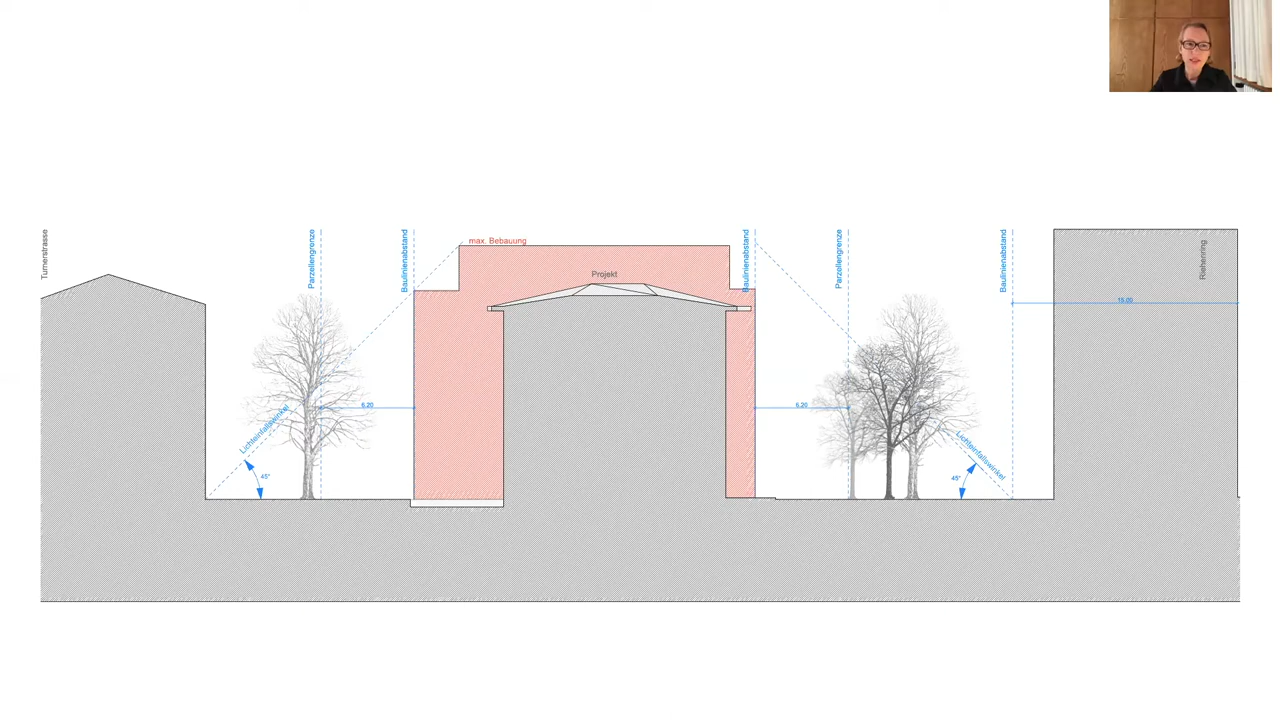 Turnerstrasse
Parzellengrenze
Baulinienabstand
max. Bebauung
Projekt
Baulinienabstand
Parzellengrenze
Baulinienabstand
Riehenring
15.00
6.20
6.20
Lichteinfallswinkel
45°
Lichteinfallswinkel
45°